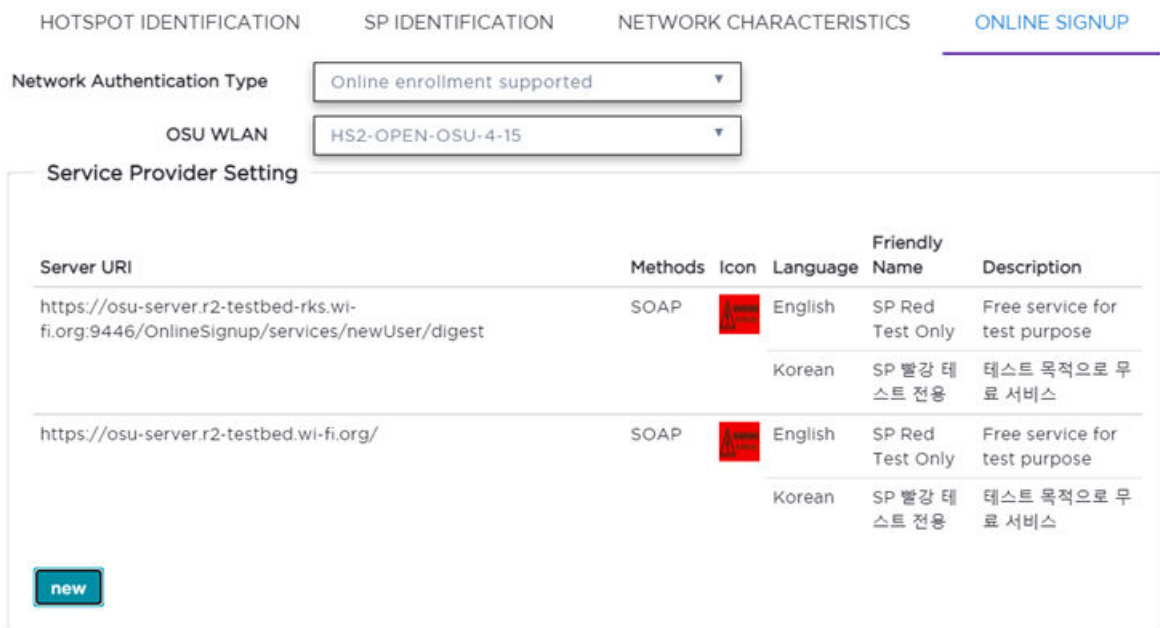 HOTSPOT IDENTIFICATION SP IDENTIFICATION NETWORK CHARACTERISTICS ONLINE SIGNUP
Network Authentication Type Online enrollment supported
OSU WLAN HS2-OPEN-OSU-4-15
Service Provider Setting
Server URI Methods Icon Language Friendly Name Description
https://osu-server.r2-testbed-rks.wi- SOAP English SP Red Free service for
fi.org:9446/OnlineSignup/services/newUser/digest Test Only test purpose
Korean SP 빨강 테 테스트 목적으로 무
스트 전용 료 서비스
https://osu-server.r2-testbed.wi-fi.org/ SOAP English SP Red Free service for
Test Only test purpose
Korean SP 빨강 테 테스트 목적으로 무
스트 전용 료 서비스
new